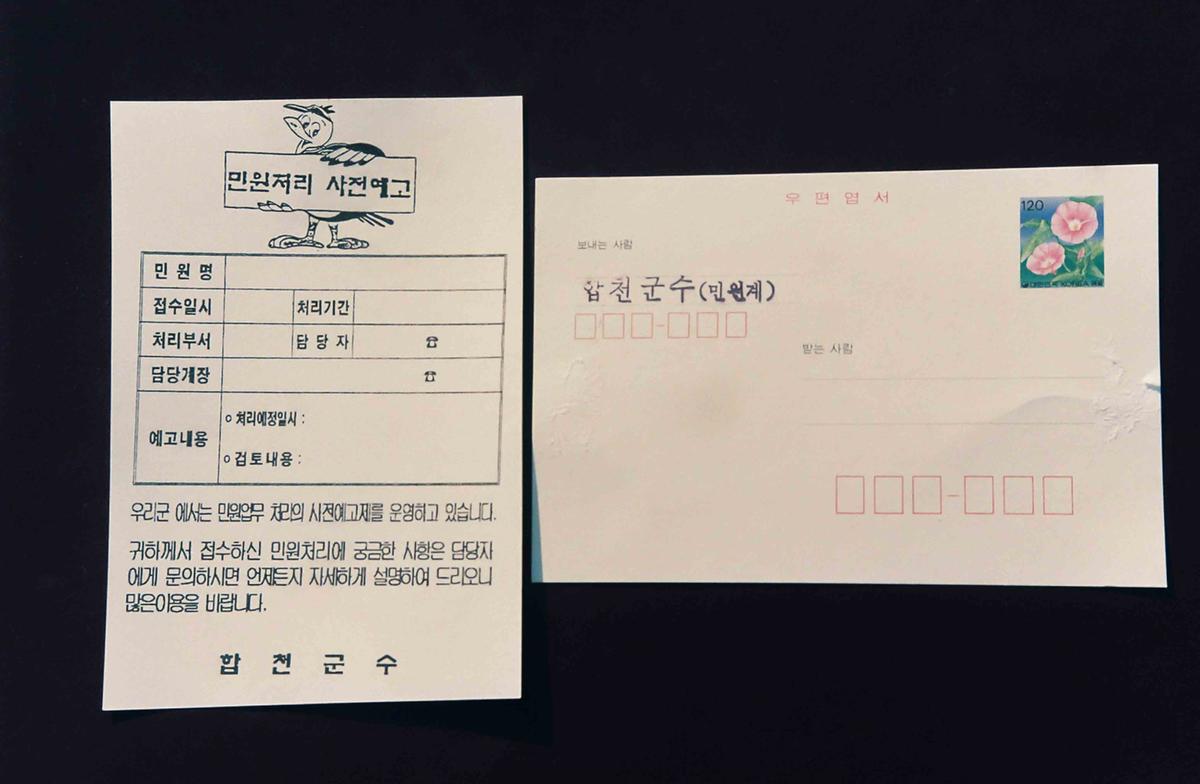 민원처리 사전예고
민원명
접수일시 처리기간
처리부서 담당자 ☎
담당계장 ☎
예고내용
ㅇ처리예정일시 :
ㅇ검토내용 :
우리군 에서는 민원업무 처리의 사전예고제를 운영하고 있습니다.
귀하께서 접수하신 민원처리에 궁금한 사항은 담당자
에게 문의하시면 언제든지 자세하게 설명하여 드리오니
많은이용을 바랍니다.
합천군수
우편엽서
120
대한민국 KOREA
보내는 사람
합천군수(민원계)
받는 사람